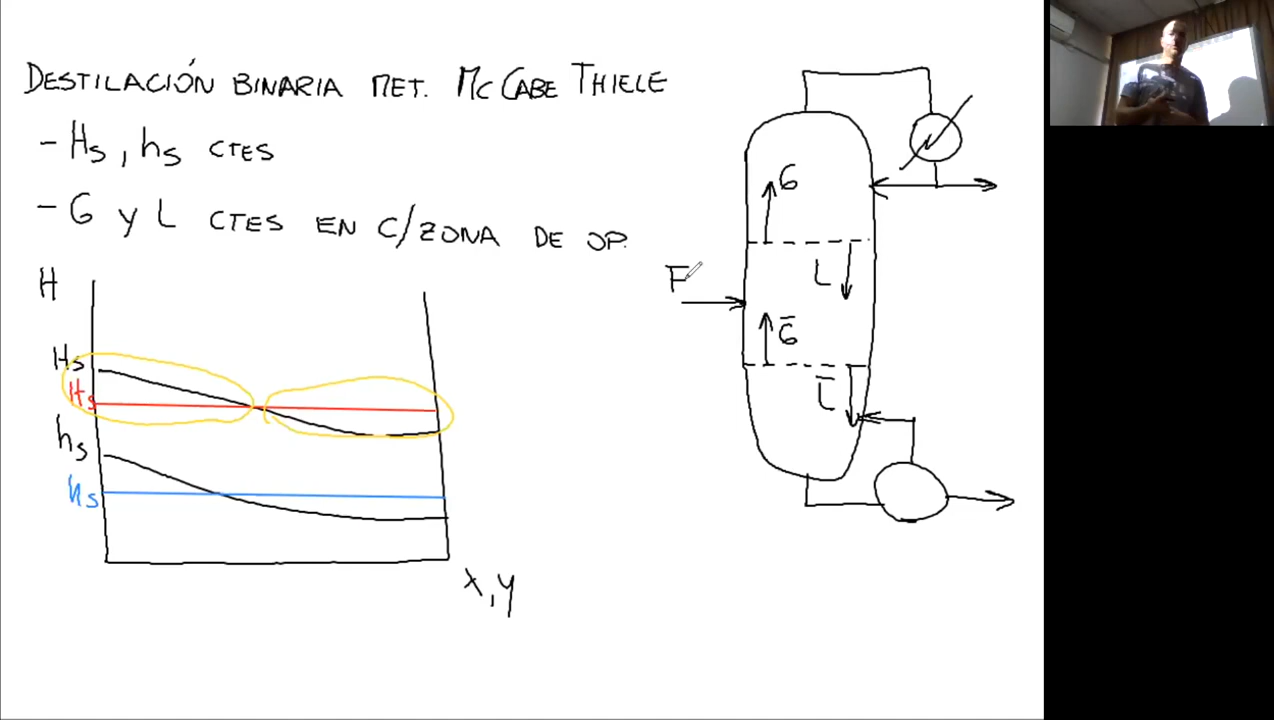 DESTILACIÓN BINARIA MET. McCABE THIELE
- Hs, hs CTES
- G y L CTES EN C/ZONA DE OP.
H
Hs
Hs
hs
hs
x, y
G
L
F
G̅
L̅